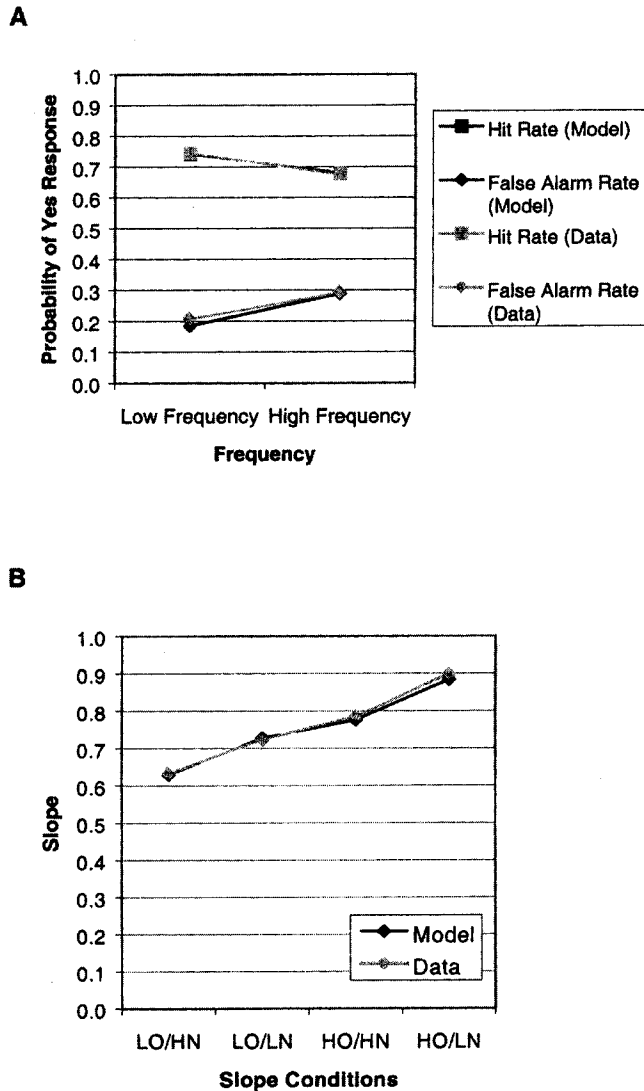 A
Probability of Yes Response
1.0
0.9
0.8
0.7
0.6
0.5
0.4
0.3
0.2
0.1
0.0
Low Frequency High Frequency
Frequency
Hit Rate (Model)
False Alarm Rate
(Model)
Hit Rate (Data)
False Alarm Rate
(Data)
B
Slope
1.0
0.9
0.8
0.7
0.6
0.5
0.4
0.3
0.2
0.1
0.0
LO/HN LO/LN HO/HN HO/LN
Slope Conditions
Model
Data